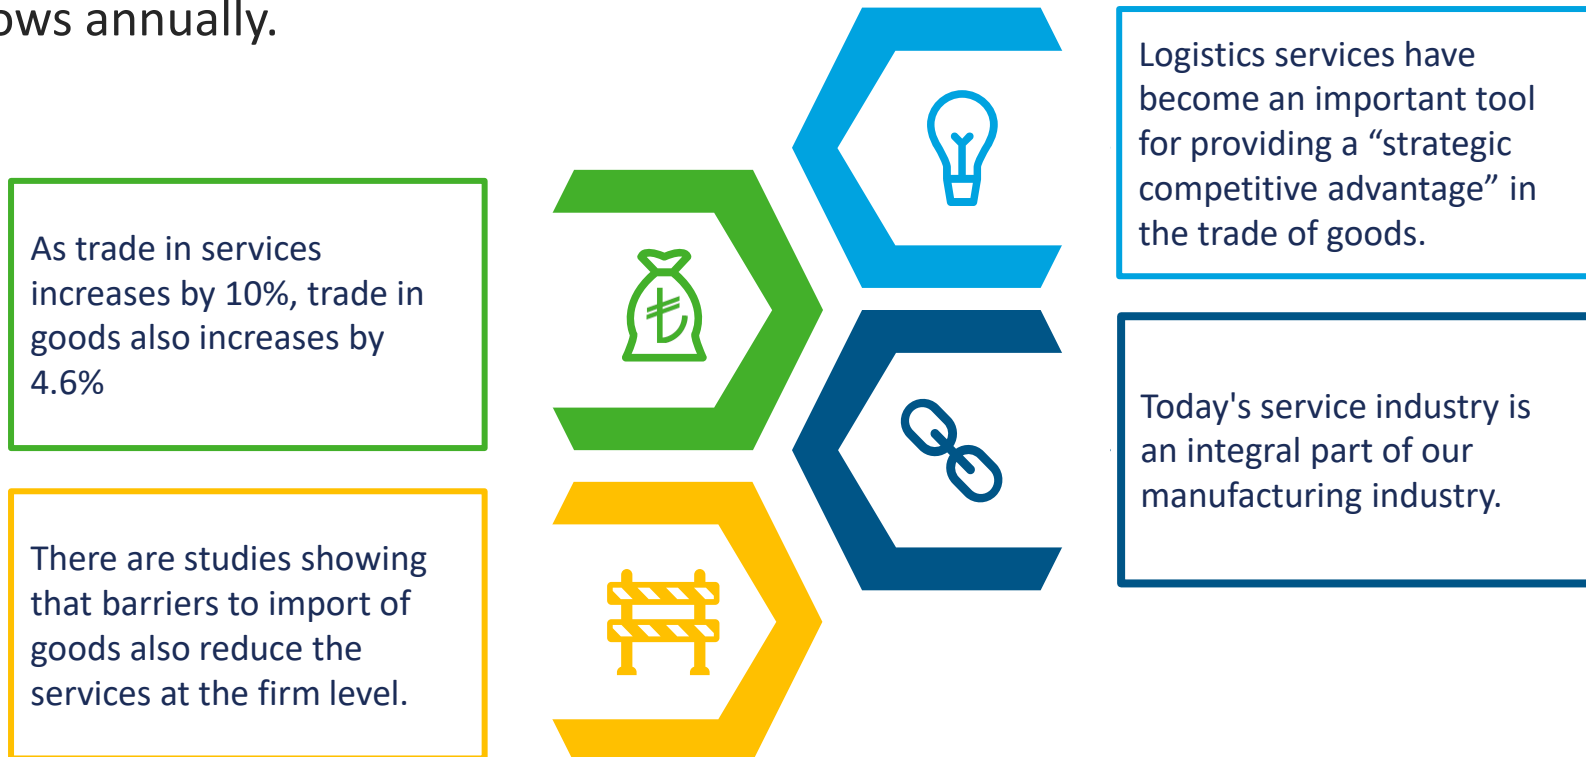 annually.
As trade in services
increases by 10%, trade in
goods also increases by
4.6%
There are studies showing
that barriers to import of
goods also reduce the
services at the firm level.
₺
Logistics services have
become an important tool
for providing a “strategic
competitive advantage” in
the trade of goods.
Today's service industry is
an integral part of our
manufacturing industry.